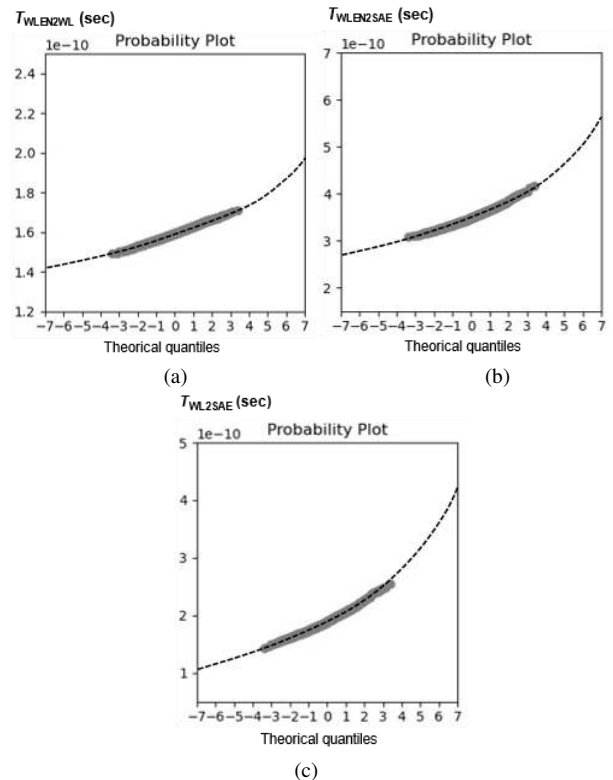 T_WLEN2WL (sec)
1e−10 Probability Plot
2.4
2.2
2.0
1.8
1.6
1.4
1.2
−7−6−5−4−3−2−1 0 1 2 3 4 5 6 7
Theorical quantiles
(a)
T_WLEN2SAE (sec)
1e−10 Probability Plot
7
6
5
4
3
2
−7−6−5−4−3−2−1 0 1 2 3 4 5 6 7
Theorical quantiles
(b)
T_WL2SAE (sec)
1e−10 Probability Plot
5
4
3
2
1
−7−6−5−4−3−2−1 0 1 2 3 4 5 6 7
Theorical quantiles
(c)